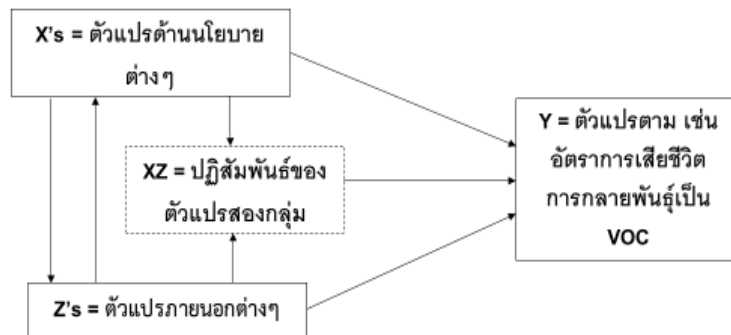 X's = ตัวแปรด้านนโยบาย
ต่างๆ
XZ = ปฏิสัมพันธ์ของ
ตัวแปรสองกลุ่ม
Y = ตัวแปรตาม เช่น
อัตราการเสียชีวิต
การกลายพันธุ์เป็น
VOC
Z's = ตัวแปรภายนอกต่างๆ